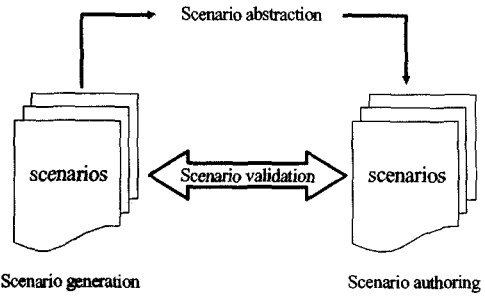 Scenario abstraction
scenarios
Scenario validation
scenarios
Scenario generation
Scenario authoring